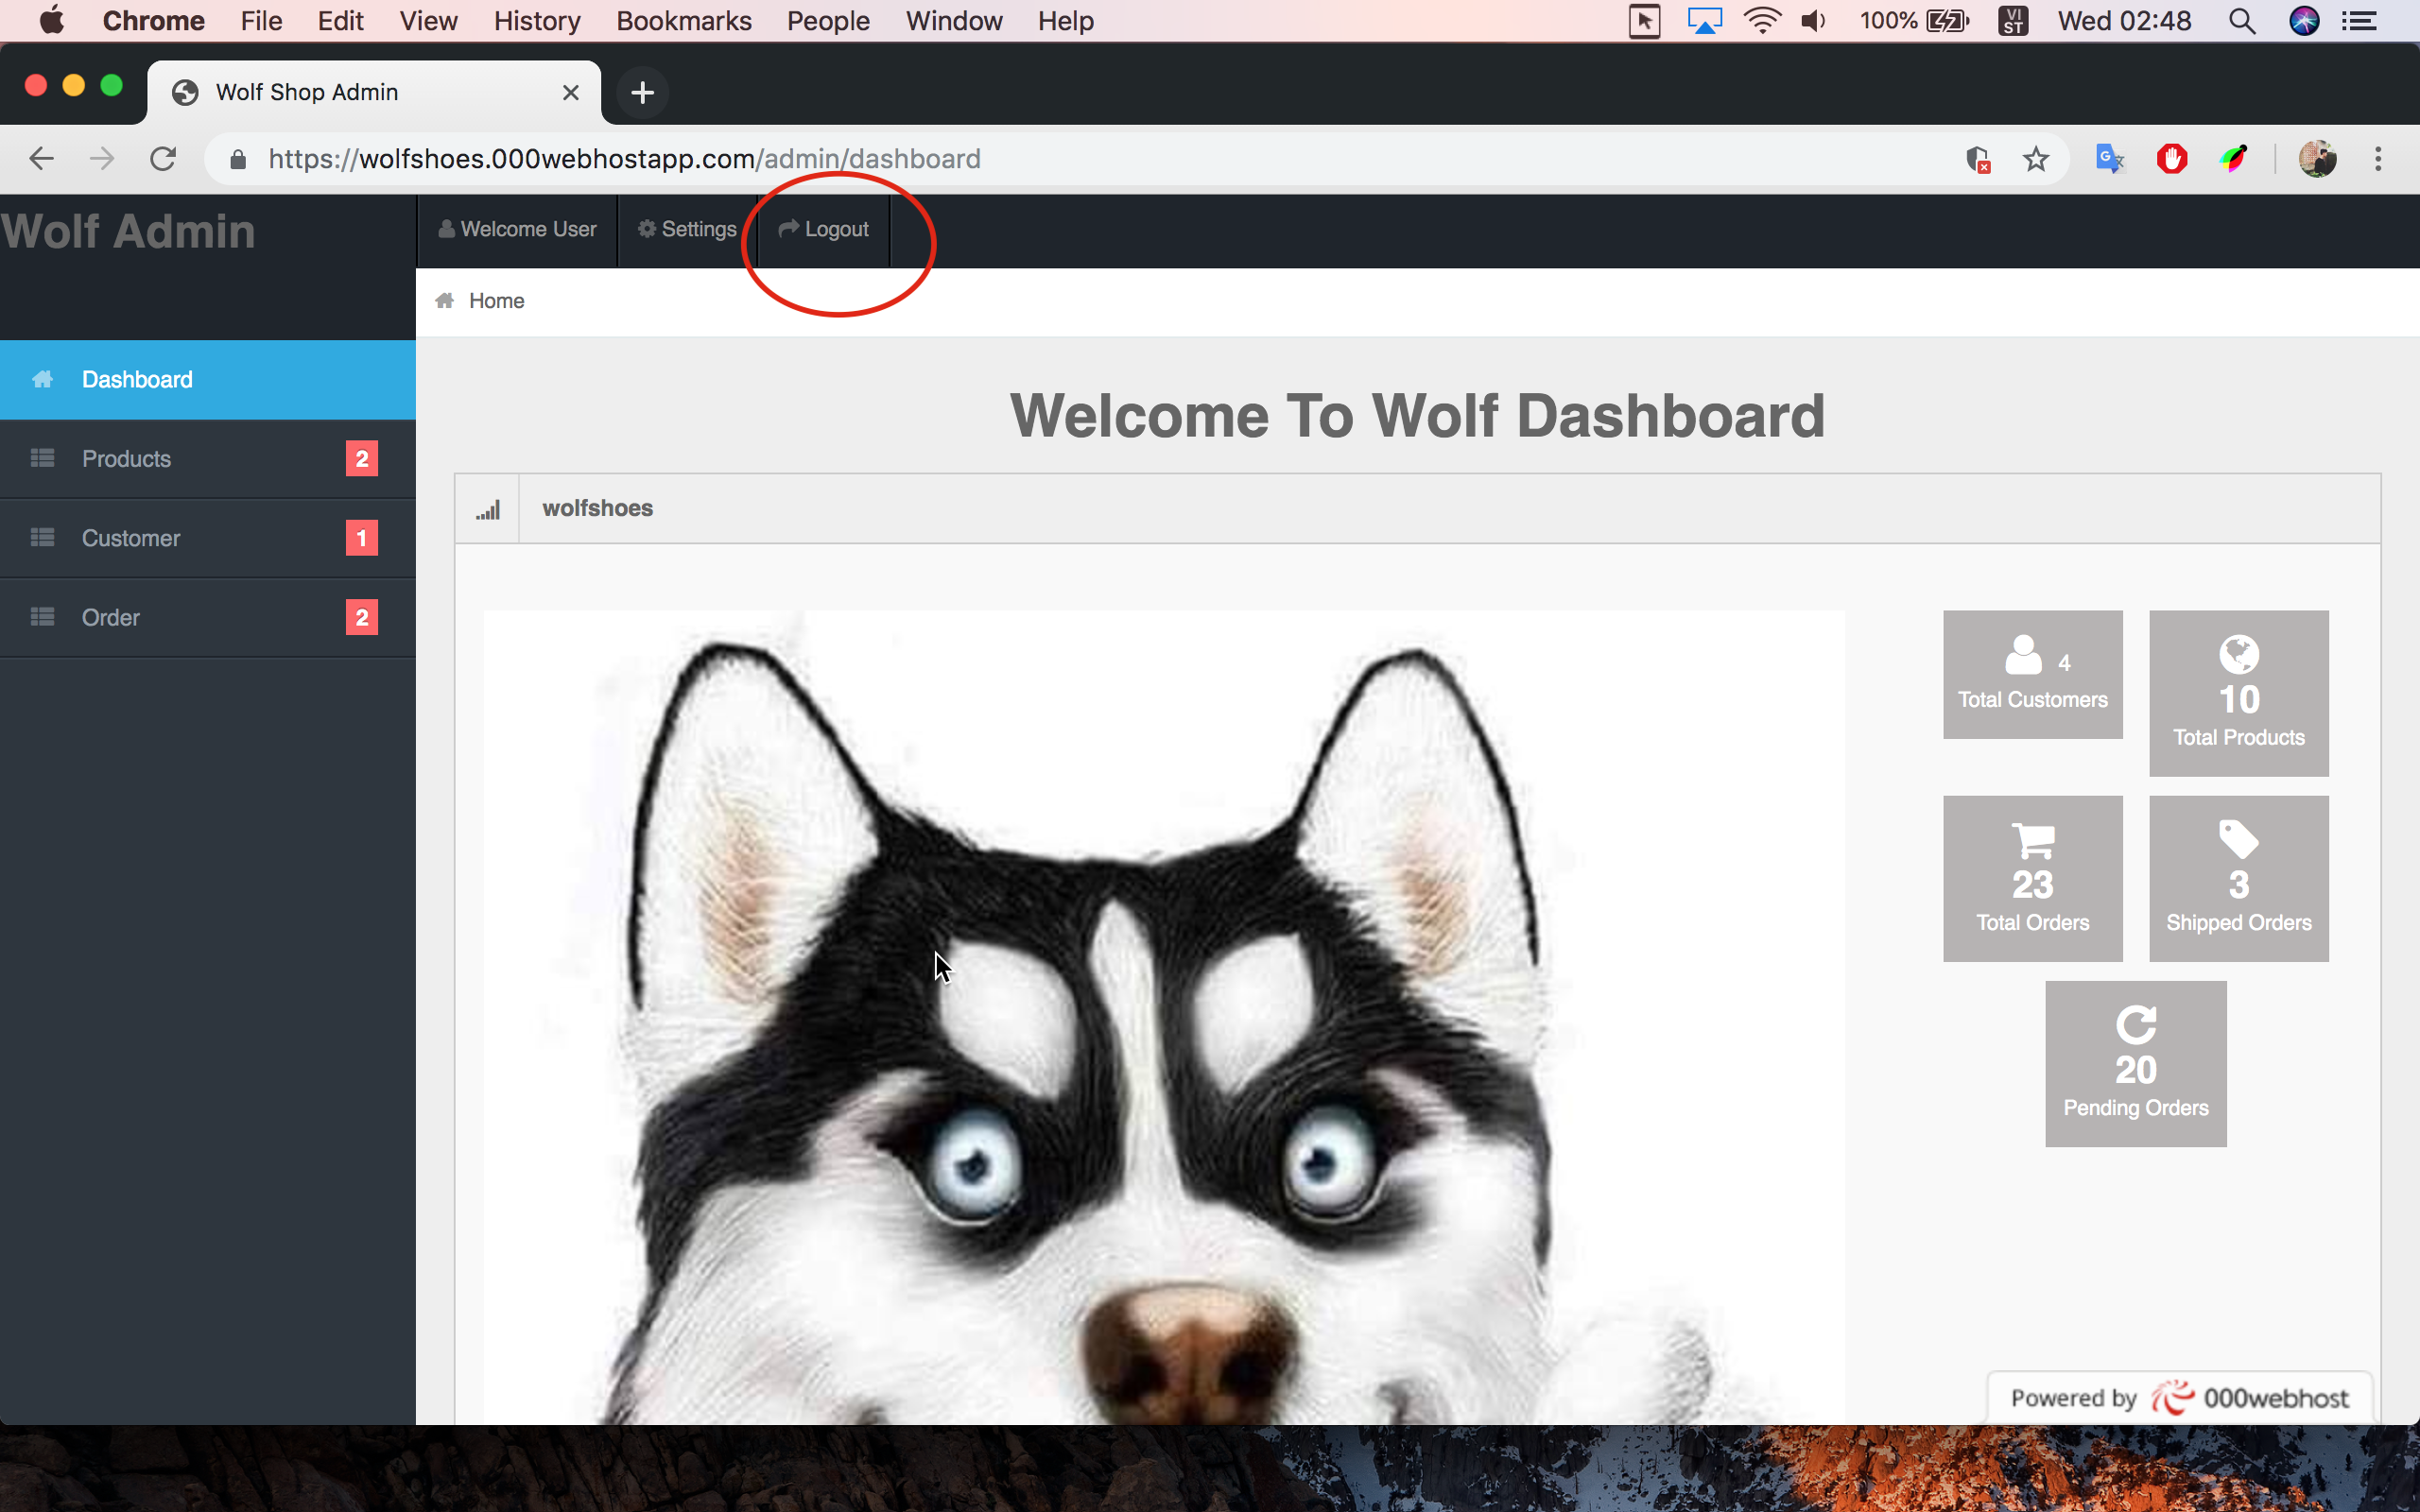 Chrome File Edit View History Bookmarks People Window Help 100% VI ST Wed 02:48
Wolf Shop Admin
https://wolfshoes.000webhostapp.com/admin/dashboard
Wolf Admin
Welcome User Settings Logout
Home
Dashboard
Products 2
Customer 1
Order 2
Welcome To Wolf Dashboard
wolfshoes
4
Total Customers
10
Total Products
23
Total Orders
3
Shipped Orders
20
Pending Orders
Powered by 000webhost